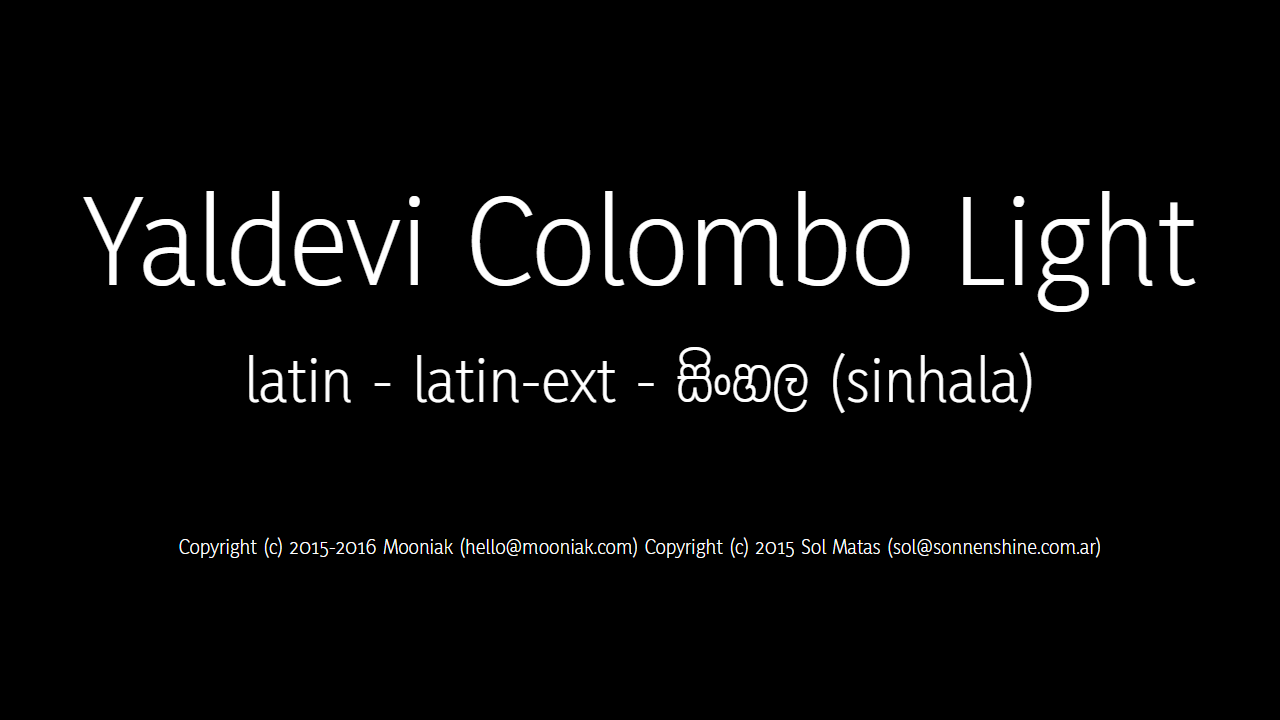 Yaldevi Colombo Light
latin - latin-ext - සිංහල (sinhala)
Copyright (c) 2015-2016 Mooniak (hello@mooniak.com) Copyright (c) 2015 Sol Matas (sol@sonnenshine.com.ar)